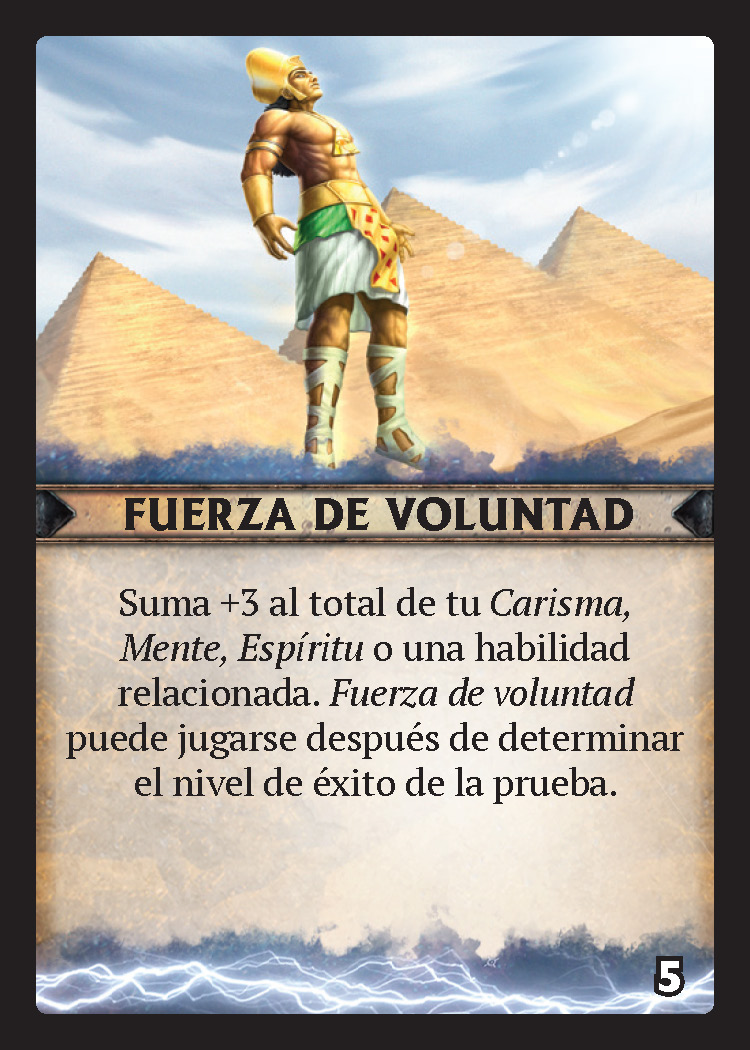 FUERZA DE VOLUNTAD
Suma +3 al total de tu Carisma,
Mente, Espíritu o una habilidad
relacionada. Fuerza de voluntad
puede jugarse después de determinar
el nivel de éxito de la prueba.
5